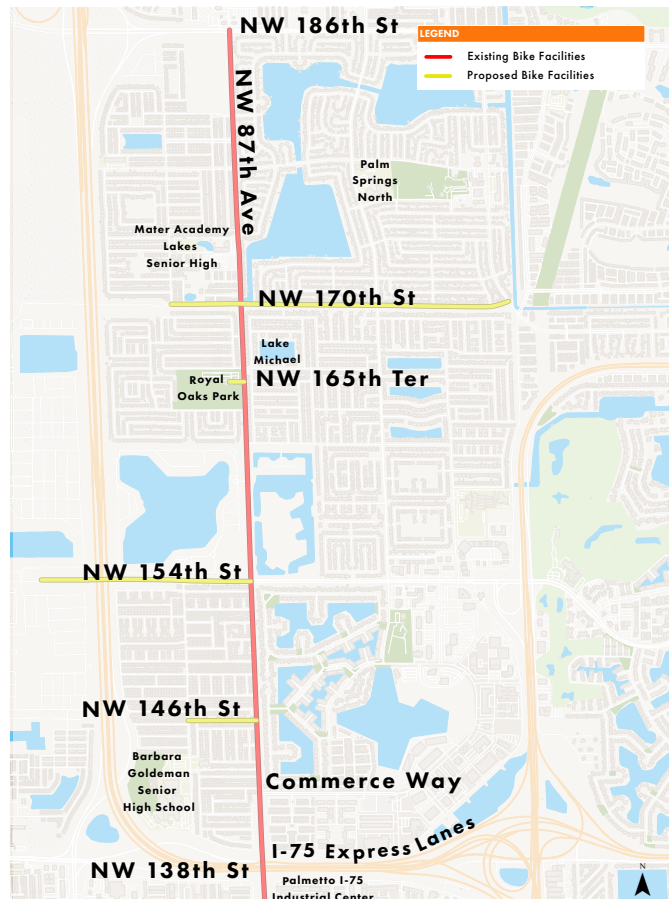 NW 186th St
LEGEND
Existing Bike Facilities
Proposed Bike Facilities
NW 87th Ave
Palm
Springs
North
Mater Academy
Lakes
Senior High
NW 170th St
Lake
Michael
NW 165th Ter
Royal
Oaks Park
NW 154th St
NW 146th St
Barbara
Goldeman
Senior
High School
Commerce Way
I-75 Express Lanes
NW 138th St
Palmetto I-75
Industrial Center
N